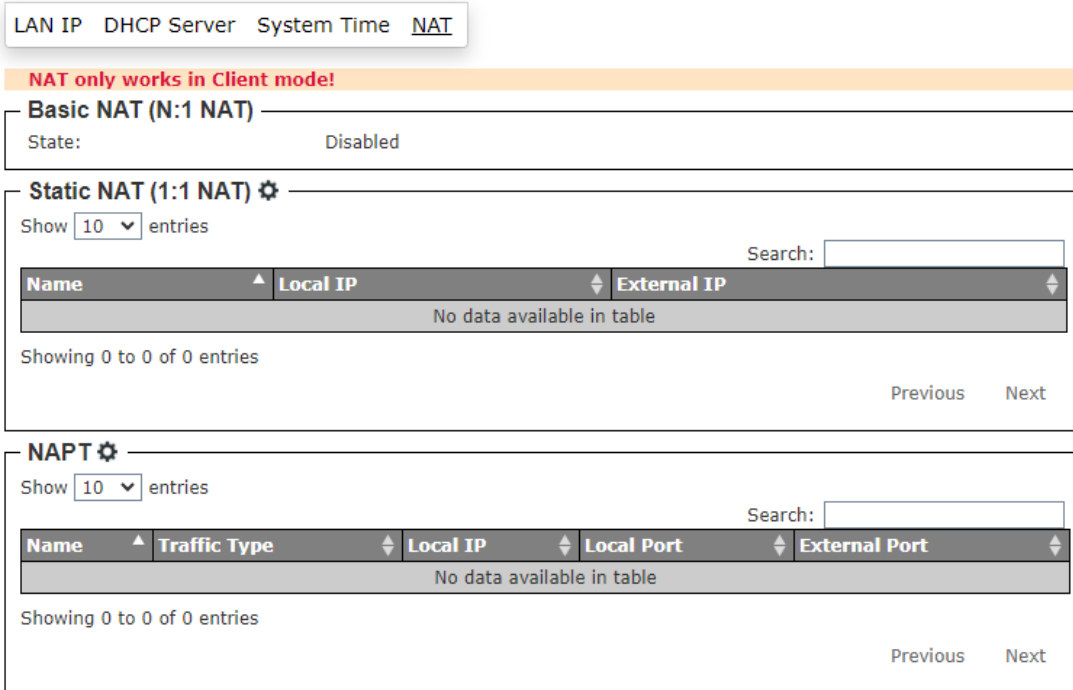 LAN IP DHCP Server System Time NAT
NAT only works in Client mode!
Basic NAT (N:1 NAT)
State: Disabled
Static NAT (1:1 NAT)
Show 10 entries
Search:
Name Local IP External IP
No data available in table
Showing 0 to 0 of 0 entries
Previous Next
NAPT
Show 10 entries
Search:
Name Traffic Type Local IP Local Port External Port
No data available in table
Showing 0 to 0 of 0 entries
Previous Next